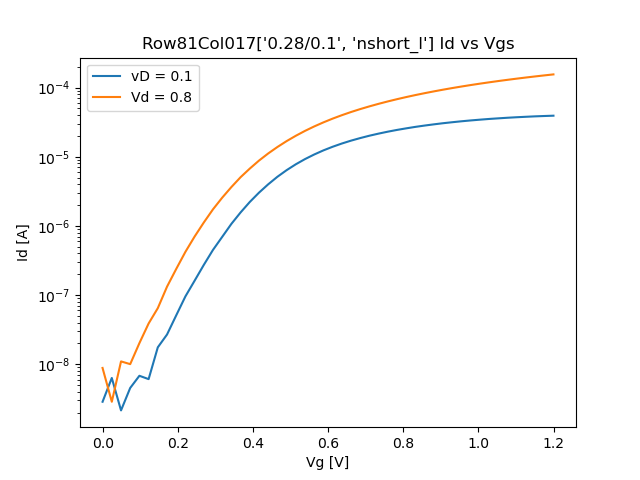 Row81Col017['0.28/0.1', 'nshort_l'] Id vs Vgs
vD = 0.1
Vd = 0.8
Id [A]
10⁻⁴
10⁻⁵
10⁻⁶
10⁻⁷
10⁻⁸
0.0 0.2 0.4 0.6 0.8 1.0 1.2
Vg [V]